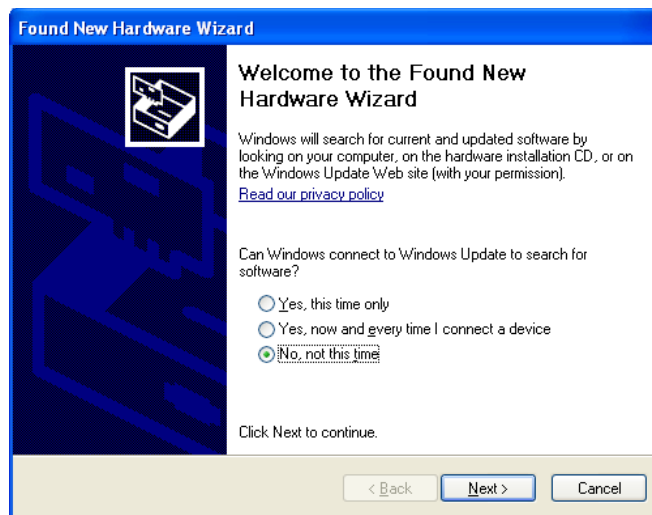 Found New Hardware Wizard
Welcome to the Found New
Hardware Wizard
Windows will search for current and updated software by
looking on your computer, on the hardware installation CD, or on
the Windows Update Web site (with your permission).
Read our privacy policy
Can Windows connect to Windows Update to search for
software?
Yes, this time only
Yes, now and every time I connect a device
No, not this time
Click Next to continue.
< Back
Next >
Cancel